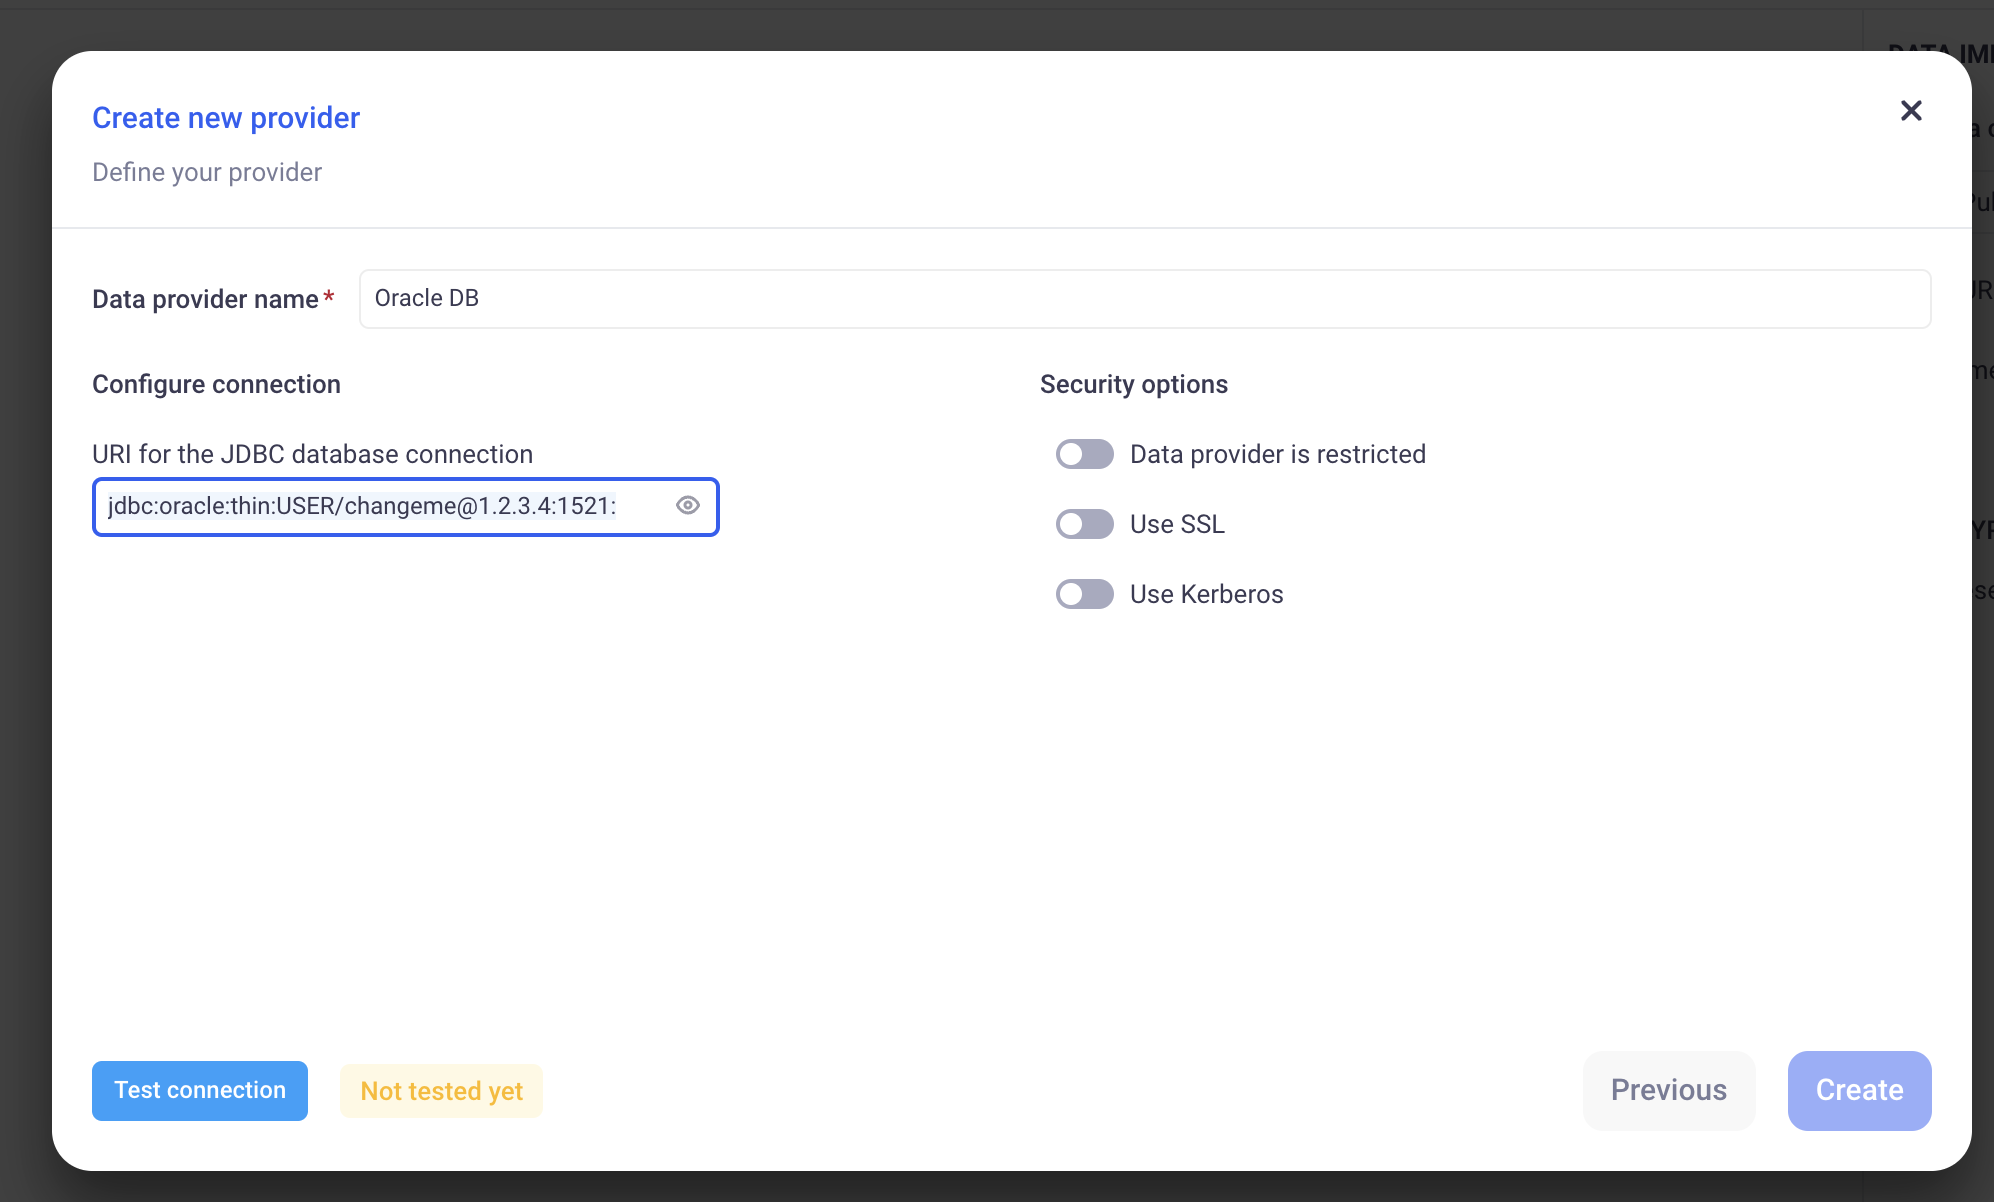 Create new provider
Define your provider
Data provider name*
Oracle DB
Configure connection
URI for the JDBC database connection
jdbc:oracle:thin:USER/changeme@1.2.3.4:1521:
Security options
Data provider is restricted
Use SSL
Use Kerberos
Test connection
Not tested yet
Previous
Create